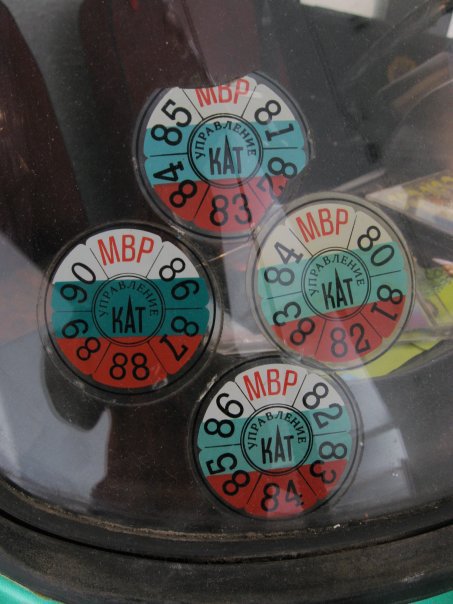 МВР
85 81
УПРАВЛЕНИЕ
КАТ
84 82
83
МВР
84 80
УПРАВЛЕНИЕ
КАТ
83 81
82
МВР
90 86
УПРАВЛЕНИЕ
КАТ
89 87
88
МВР
86 82
УПРАВЛЕНИЕ
КАТ
85 83
84